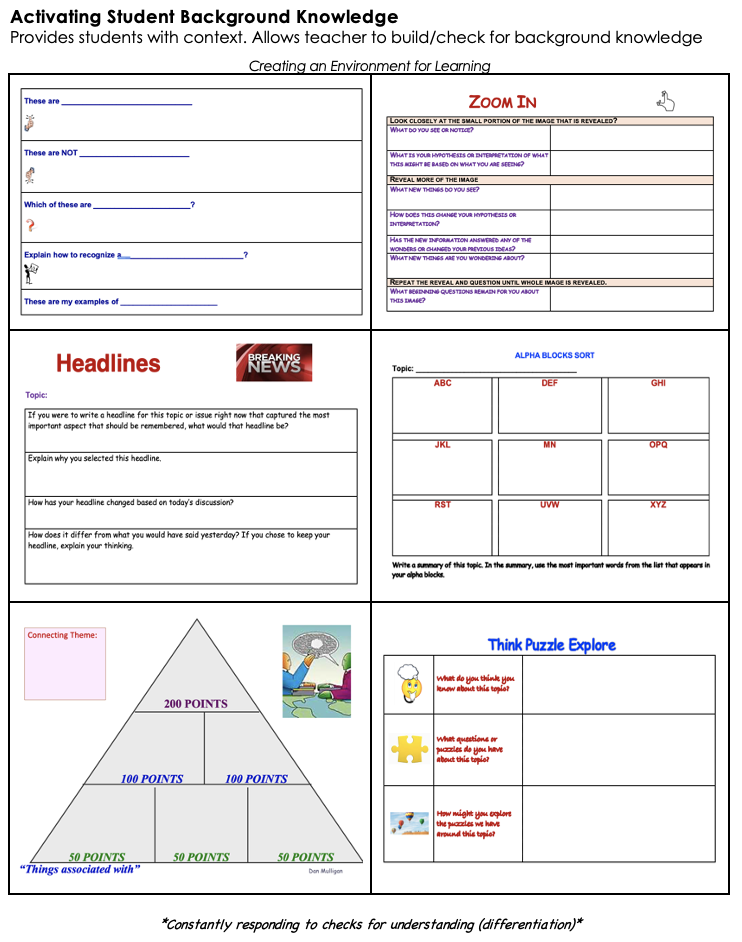 Activating Student Background Knowledge
Provides students with context. Allows teacher to build/check for background knowledge
Creating an Environment for Learning
These are ________________________________
These are NOT ___________________________
Which of these are ________________________?
Explain how to recognize a______________________________?
These are my examples of ________________________
ZOOM IN
LOOK CLOSELY AT THE SMALL PORTION OF THE IMAGE THAT IS REVEALED?
WHAT DO YOU SEE OR NOTICE?
WHAT IS YOUR HYPOTHESIS OR INTERPRETATION OF WHAT
THIS MIGHT BE BASED ON WHAT YOU ARE SEEING?
REVEAL MORE OF THE IMAGE
WHAT NEW THINGS DO YOU SEE?
HOW DOES THIS CHANGE YOUR HYPOTHESIS OR
INTERPRETATION?
HAS THE NEW INFORMATION ANSWERED ANY OF THE
WONDERS OR CHANGED YOUR PREVIOUS IDEAS?
WHAT NEW THINGS ARE YOU WONDERING ABOUT?
REPEAT THE REVEAL AND QUESTION UNTIL WHOLE IMAGE IS REVEALED.
WHAT BEGINNING QUESTIONS REMAIN FOR YOU ABOUT
THIS IMAGE?
Headlines
BREAKING
NEWS
Topic:
If you were to write a headline for this topic or issue right now that captured the most
important aspect that should be remembered, what would that headline be?
Explain why you selected this headline.
How has your headline changed based on today's discussion?
How does it differ from what you would have said yesterday? If you chose to keep your
headline, explain your thinking.
ALPHA BLOCKS SORT
Topic: ________________________________________
ABC DEF GHI
JKL MN OPQ
RST UVW XYZ
Write a summary of this topic. In the summary, use the most important words from the list that appears in
your alpha blocks.
Connecting Theme:
200 POINTS
100 POINTS 100 POINTS
50 POINTS 50 POINTS 50 POINTS
“Things associated with”
Dan Mulligan
Think Puzzle Explore
What do you think you
know about this topic?
What questions or
puzzles do you have
about this topic?
How might you explore
the puzzles we have
around this topic?
*Constantly responding to checks for understanding (differentiation)*